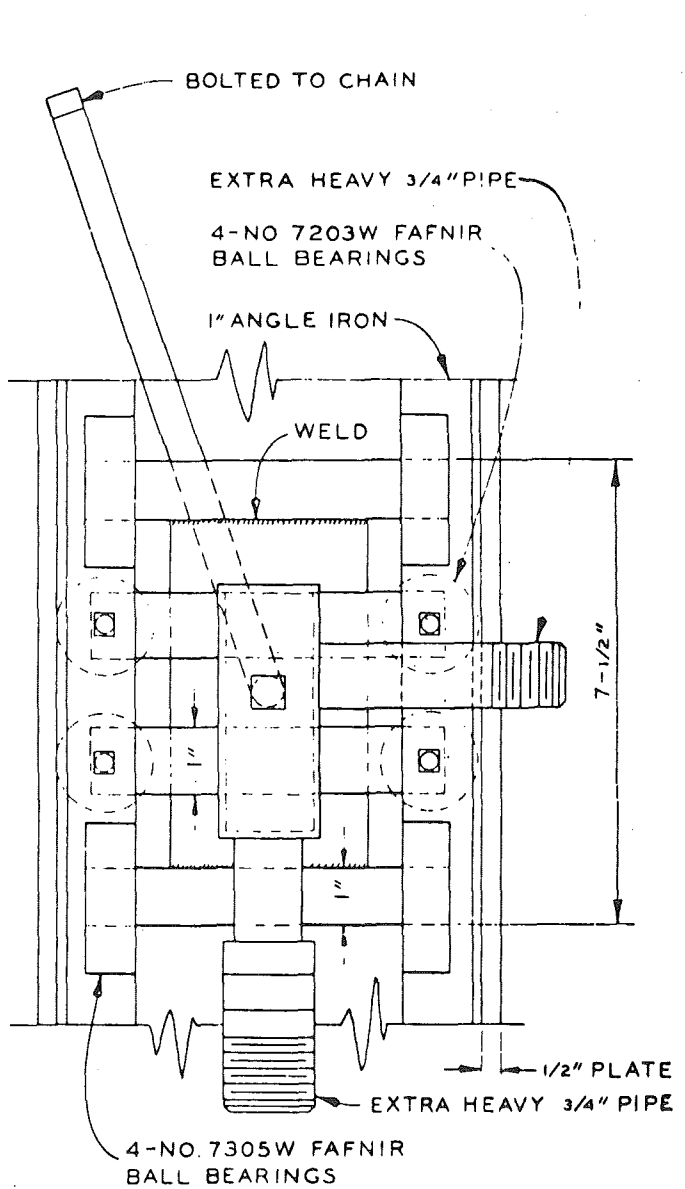 BOLTED TO CHAIN
EXTRA HEAVY 3/4" PIPE
4-NO 7203W FAFNIR
BALL BEARINGS
1" ANGLE IRON
WELD
7-1/2"
1"
1"
1/2" PLATE
EXTRA HEAVY 3/4" PIPE
4-NO. 7305W FAFNIR
BALL BEARINGS